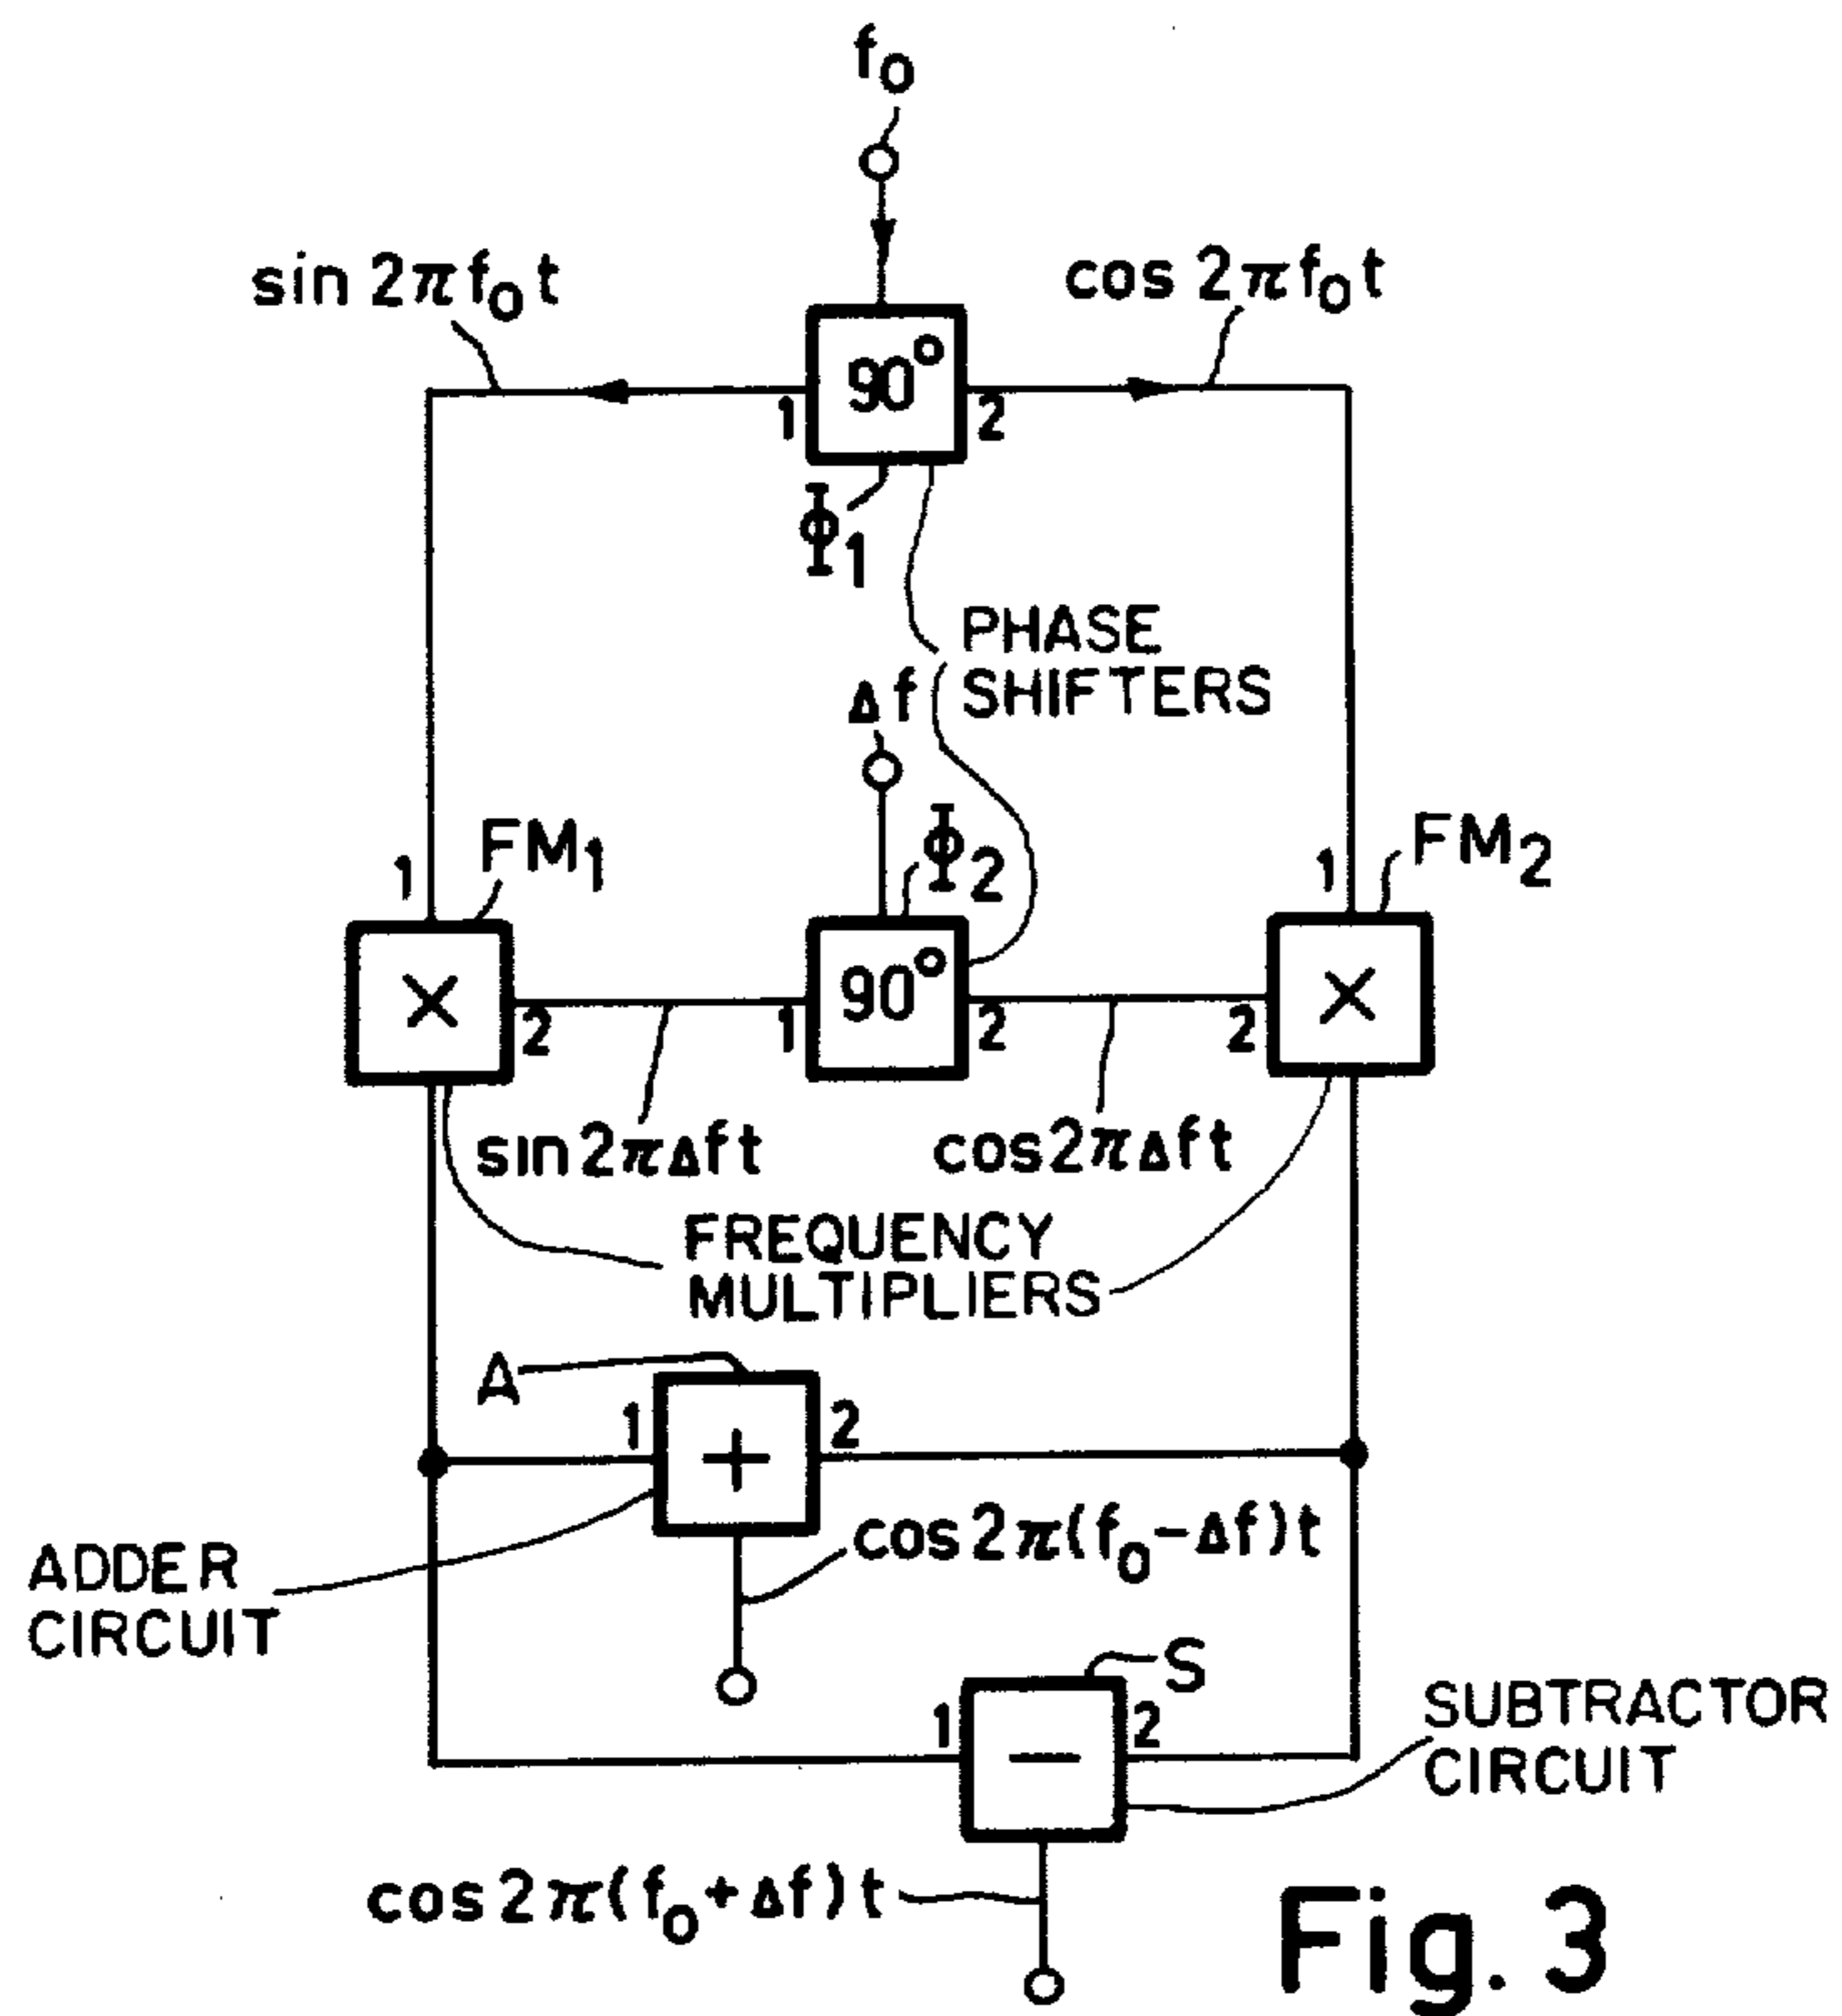 f₀
sin 2πf₀t
cos 2πf₀t
90°
1
2
Φ₁
PHASE
SHIFTERS
Δf
Φ₂
FM₁
1
FM₂
1
×
2
90°
1
2
2
×
sin2πΔft
cos2πΔft
FREQUENCY
MULTIPLIERS
A
1
+
2
cos2π(f₀-Δf)t
ADDER
CIRCUIT
S
1
−
2
SUBTRACTOR
CIRCUIT
cos2π(f₀+Δf)t
Fig. 3